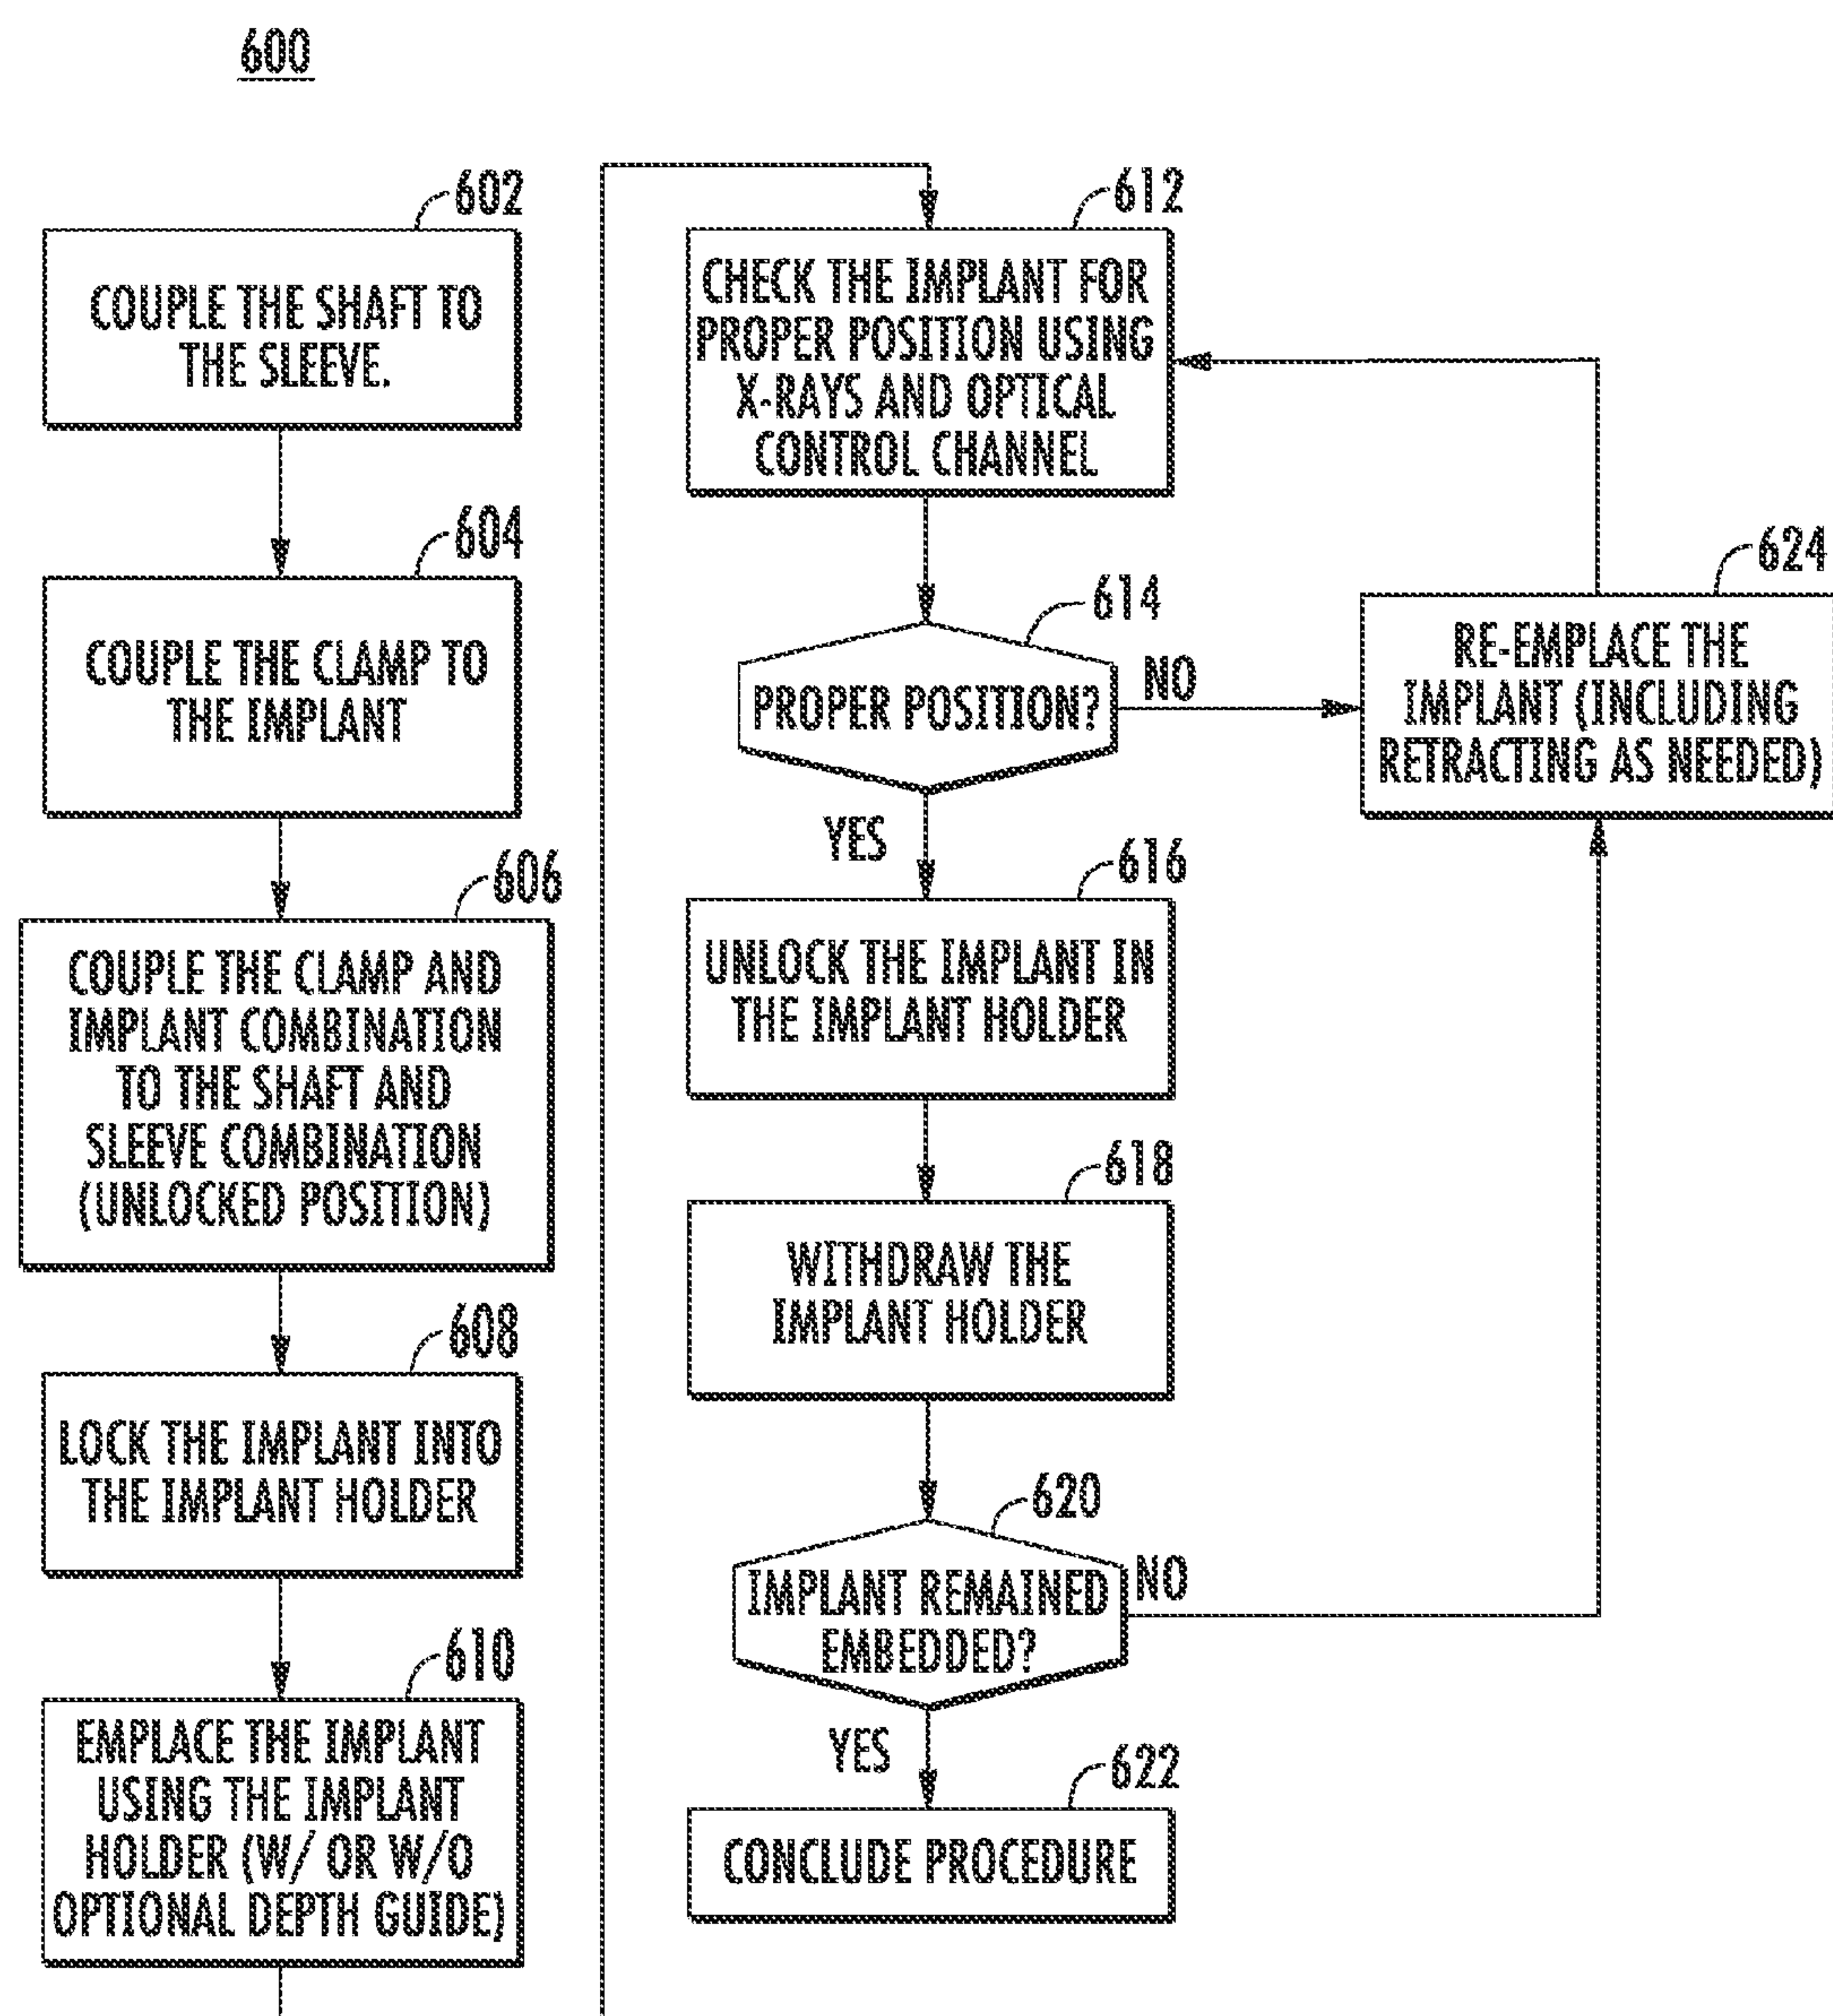 600
602
COUPLE THE SHAFT TO
THE SLEEVE.
604
COUPLE THE CLAMP TO
THE IMPLANT
606
COUPLE THE CLAMP AND
IMPLANT COMBINATION
TO THE SHAFT AND
SLEEVE COMBINATION
(UNLOCKED POSITION)
608
LOCK THE IMPLANT INTO
THE IMPLANT HOLDER
610
EMPLACE THE IMPLANT
USING THE IMPLANT
HOLDER (W/ OR W/O
OPTIONAL DEPTH GUIDE)
612
CHECK THE IMPLANT FOR
PROPER POSITION USING
X-RAYS AND OPTICAL
CONTROL CHANNEL
614
PROPER POSITION?
NO
YES
616
UNLOCK THE IMPLANT IN
THE IMPLANT HOLDER
618
WITHDRAW THE
IMPLANT HOLDER
620
IMPLANT REMAINED
EMBEDDED?
NO
YES
622
CONCLUDE PROCEDURE
624
RE-EMPLACE THE
IMPLANT (INCLUDING
RETRACTING AS NEEDED)